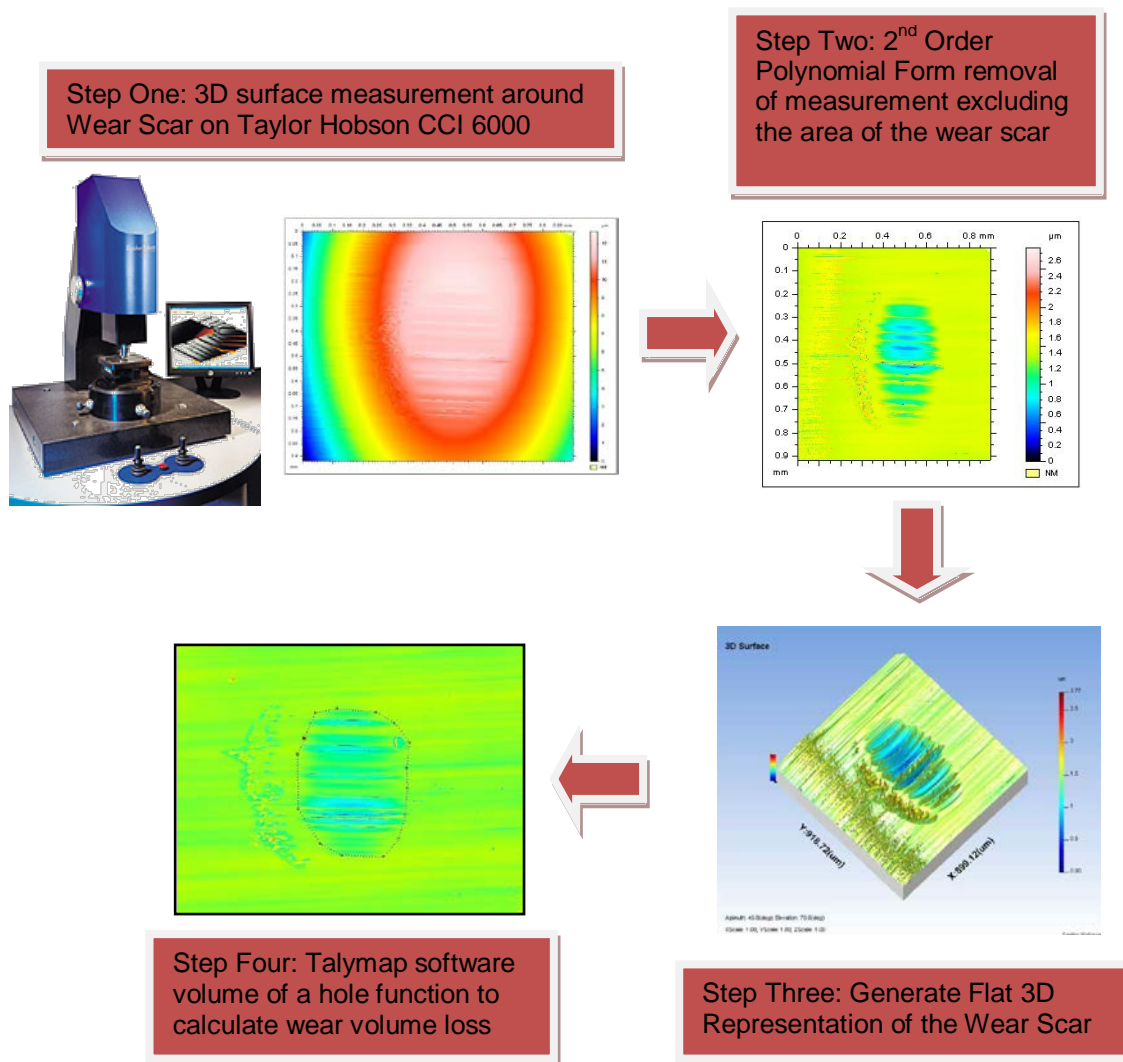 Step One: 3D surface measurement around
Wear Scar on Taylor Hobson CCI 6000
Step Two: 2nd Order
Polynomial Form removal
of measurement excluding
the area of the wear scar
0 0.2 0.4 0.6 0.8 mm
µm
0
0.1
0.2
0.3
0.4
0.5
0.6
0.7
0.8
0.9
mm
2.6
2.4
2.2
2
1.8
1.6
1.4
1.2
1
0.8
0.6
0.4
0.2
0
NM
3D Surface
Y:918.72(um)
X:899.12(um)
Step Four: Talymap software
volume of a hole function to
calculate wear volume loss
Step Three: Generate Flat 3D
Representation of the Wear Scar